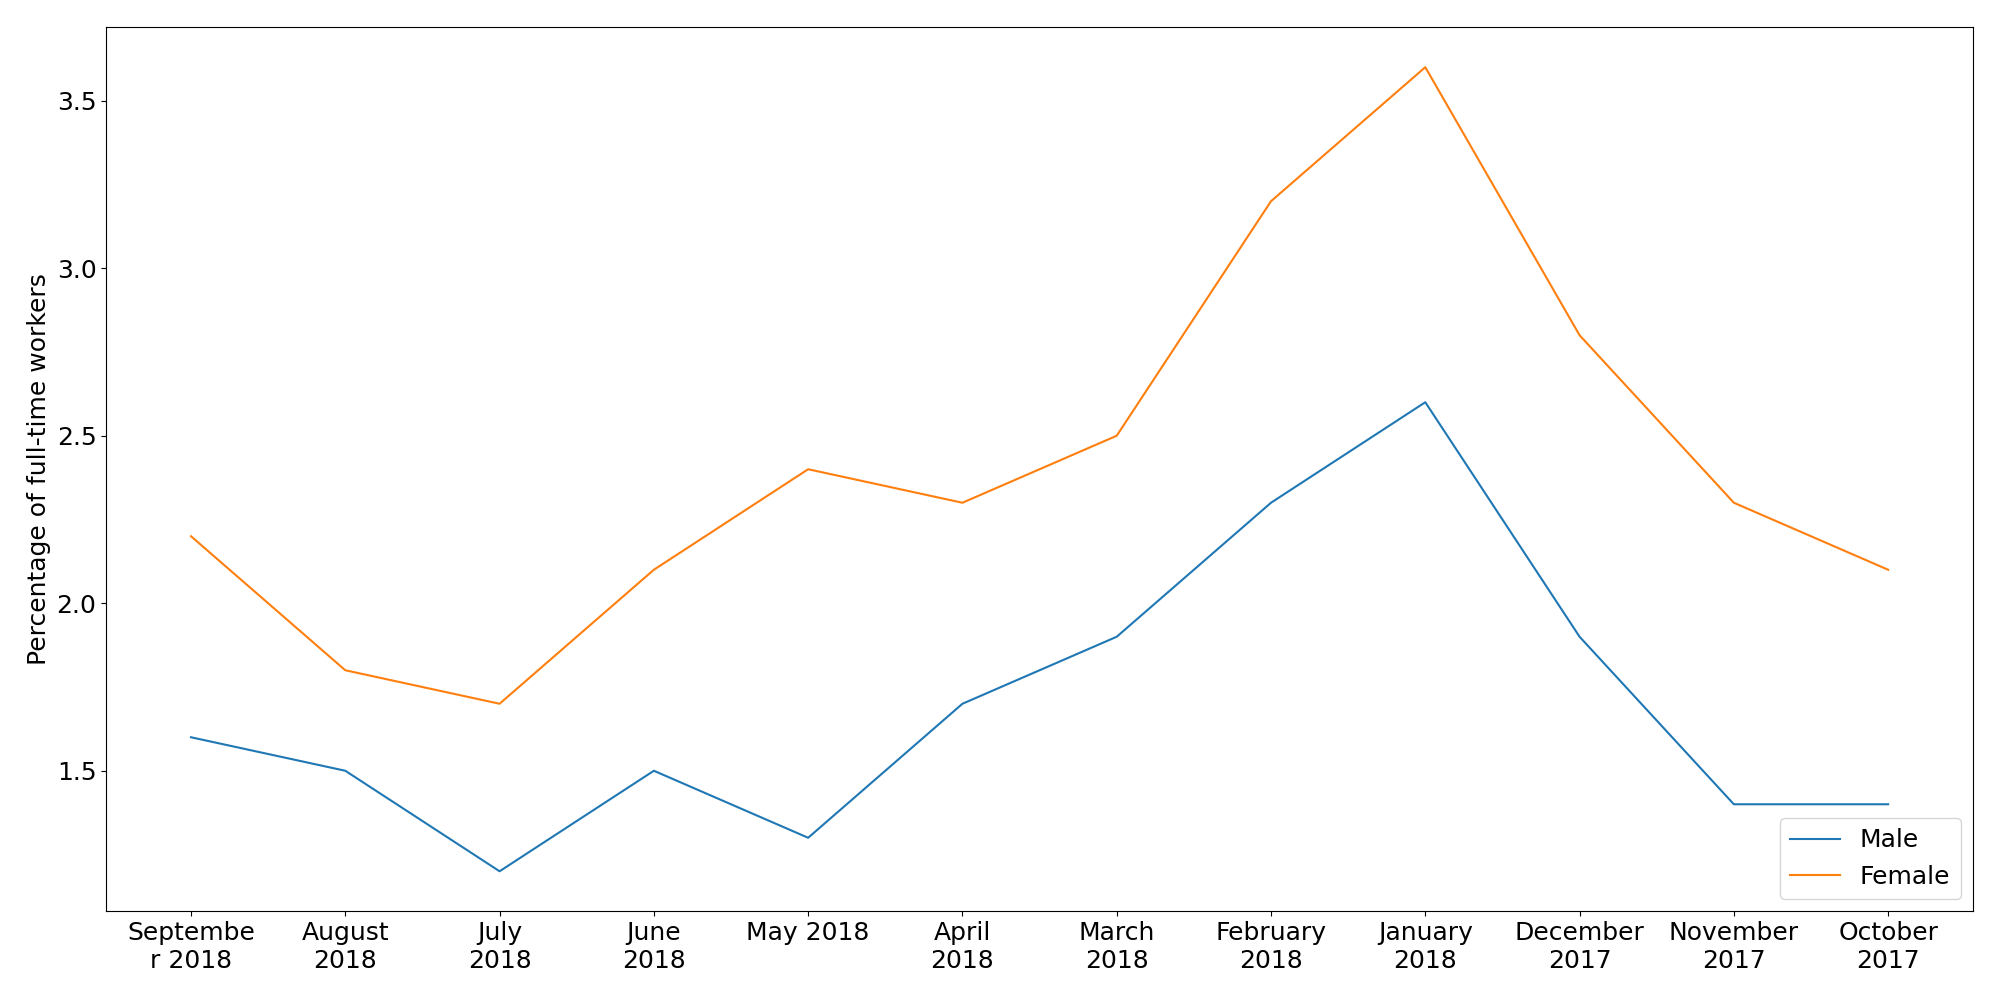 Percentage of full-time workers
3.5
3.0
2.5
2.0
1.5
Septembe
r 2018
August
2018
July
2018
June
2018
May 2018
April
2018
March
2018
February
2018
January
2018
December
2017
November
2017
October
2017
Male
Female